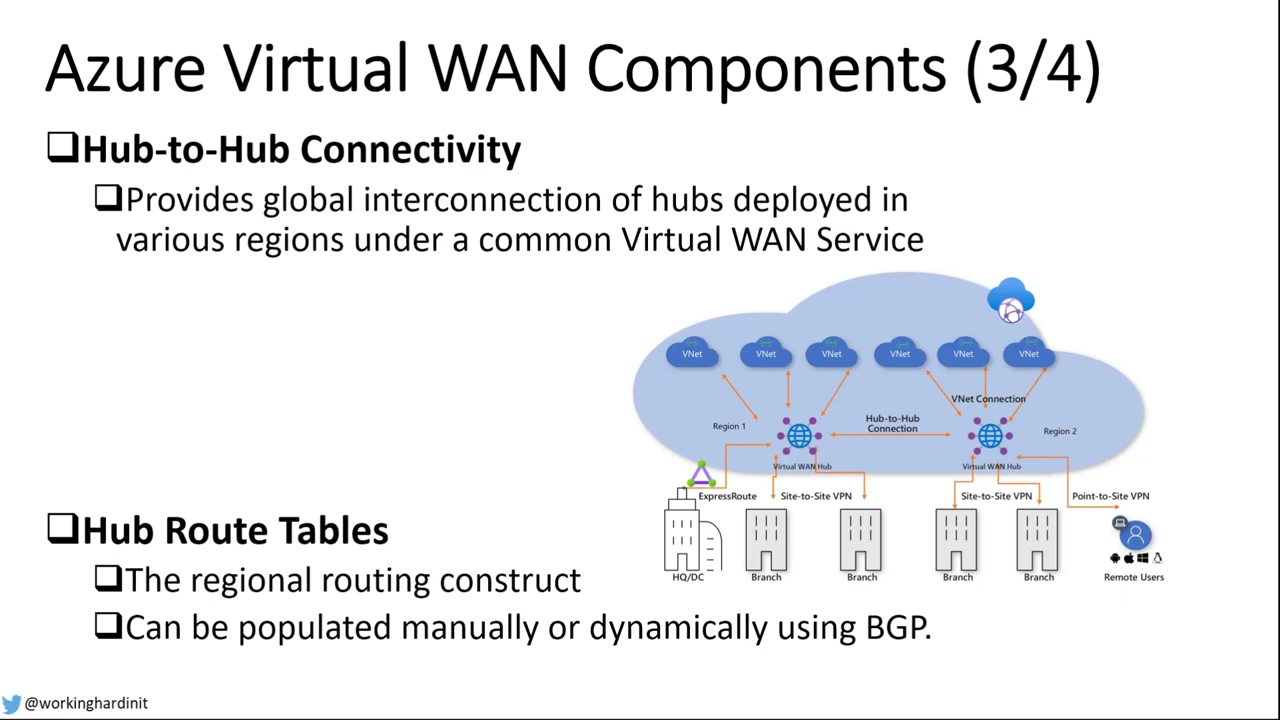 Azure Virtual WAN Components (3/4)
Hub-to-Hub Connectivity
Provides global interconnection of hubs deployed in
various regions under a common Virtual WAN Service
VNet VNet VNet VNet VNet VNet
VNet Connection
Hub-to-Hub
Connection
Region 1
Region 2
Virtual WAN Hub
Virtual WAN Hub
ExpressRoute
Site-to-Site VPN
Site-to-Site VPN
Point-to-Site VPN
HQ/DC
Branch
Branch
Branch
Branch
Remote Users
Hub Route Tables
The regional routing construct
Can be populated manually or dynamically using BGP.
@workinghardinit